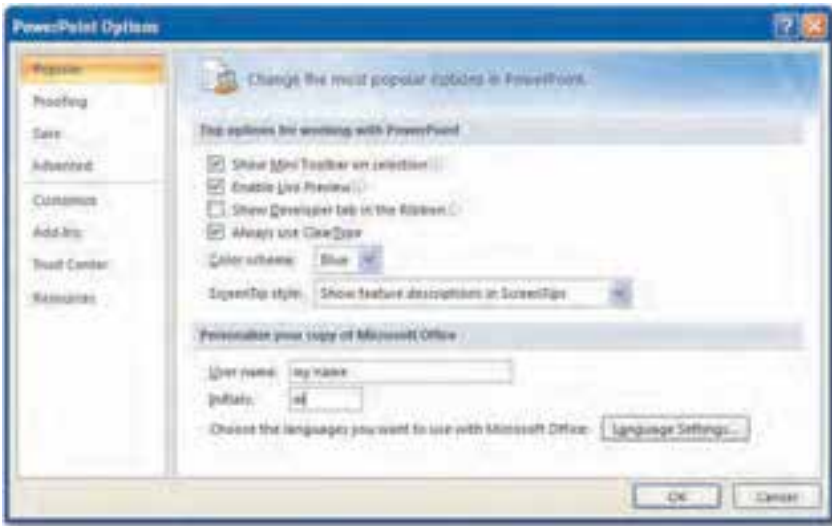 PowerPoint Options
Popular
Proofing
Save
Advanced
Customize
Add-Ins
Trust Center
Resources
Change the most popular options in PowerPoint.
Top options for working with PowerPoint
Show Mini Toolbar on selection
Enable Live Preview
Show Developer tab in the Ribbon
Always use ClearType
Color scheme: Blue
ScreenTip style: Show feature descriptions in ScreenTips
Personalize your copy of Microsoft Office
User name: my name
Initials:
Choose the languages you want to use with Microsoft Office: Language Settings...
OK Cancel